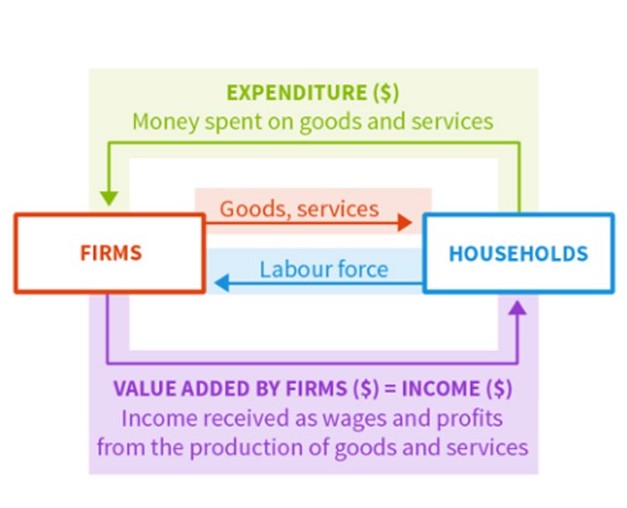 EXPENDITURE ($)
Money spent on goods and services
Goods, services
FIRMS
HOUSEHOLDS
Labour force
VALUE ADDED BY FIRMS ($) = INCOME ($)
Income received as wages and profits
from the production of goods and services